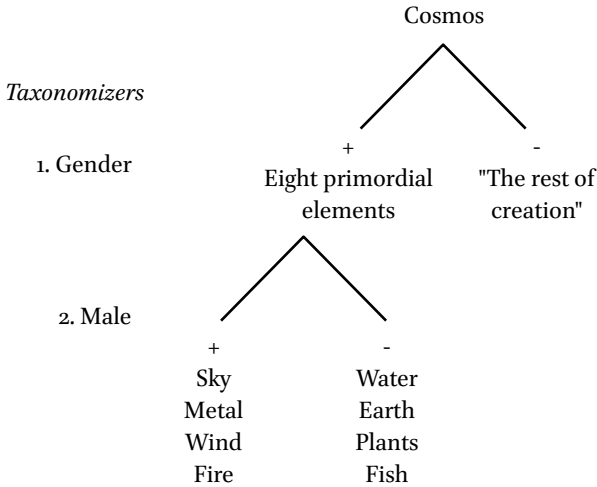 Cosmos
Taxonomizers
1. Gender
+
-
Eight primordial
elements
"The rest of
creation"
2. Male
+
-
Sky
Water
Metal
Earth
Wind
Plants
Fire
Fish